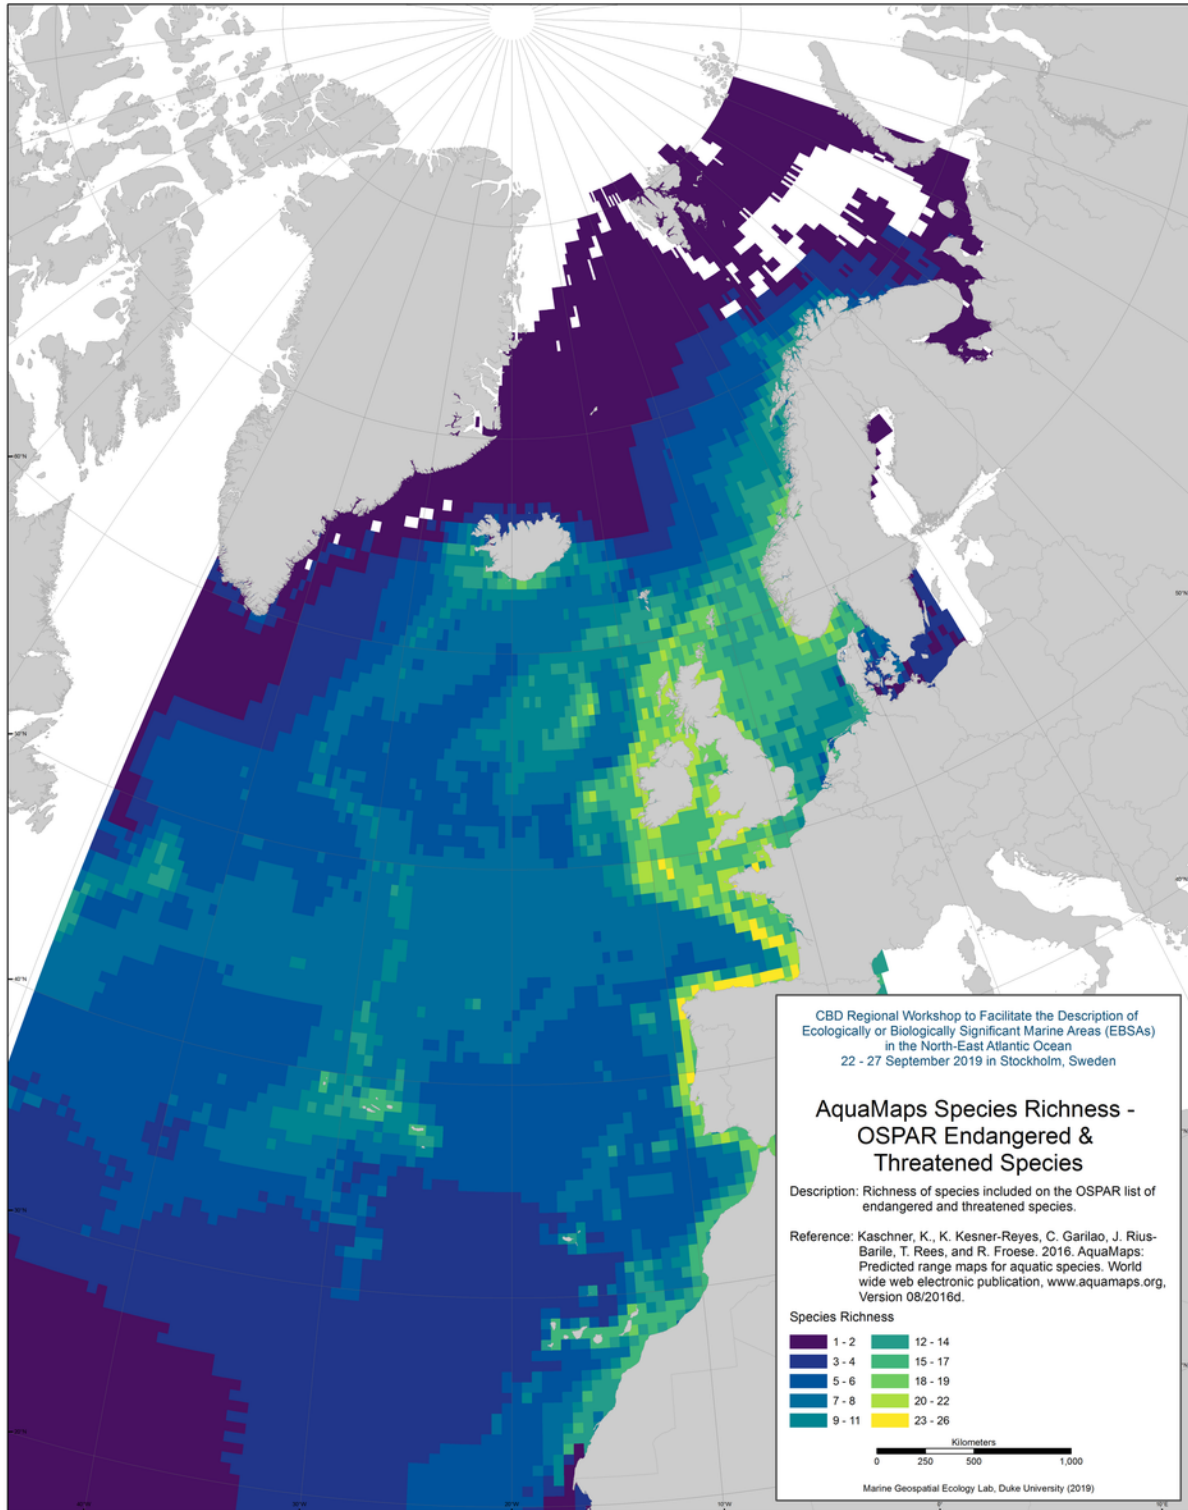 CBD Regional Workshop to Facilitate the Description of
Ecologically or Biologically Significant Marine Areas (EBSAs)
in the North-East Atlantic Ocean
22 - 27 September 2019 in Stockholm, Sweden
AquaMaps Species Richness -
OSPAR Endangered &
Threatened Species
Description: Richness of species included on the OSPAR list of
endangered and threatened species.
Reference: Kaschner, K., K. Kesner-Reyes, C. Garilao, J. Rius-
Barile, T. Rees, and R. Froese. 2016. AquaMaps:
Predicted range maps for aquatic species. World
wide web electronic publication, www.aquamaps.org,
Version 08/2016d.
Species Richness
1 - 2
3 - 4
5 - 6
7 - 8
9 - 11
12 - 14
15 - 17
18 - 19
20 - 22
23 - 26
Kilometers
0 250 500 1,000
Marine Geospatial Ecology Lab, Duke University (2019)